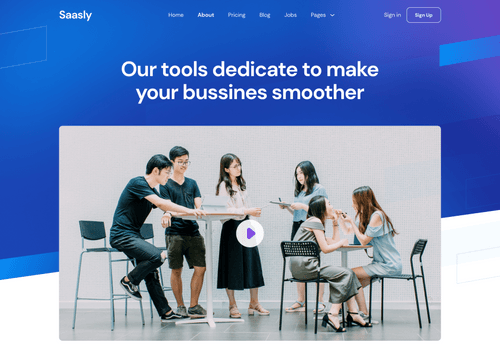 Saasly
Home About Pricing Blog Jobs Pages
Sign in Sign Up
Our tools dedicate to make
your bussines smoother